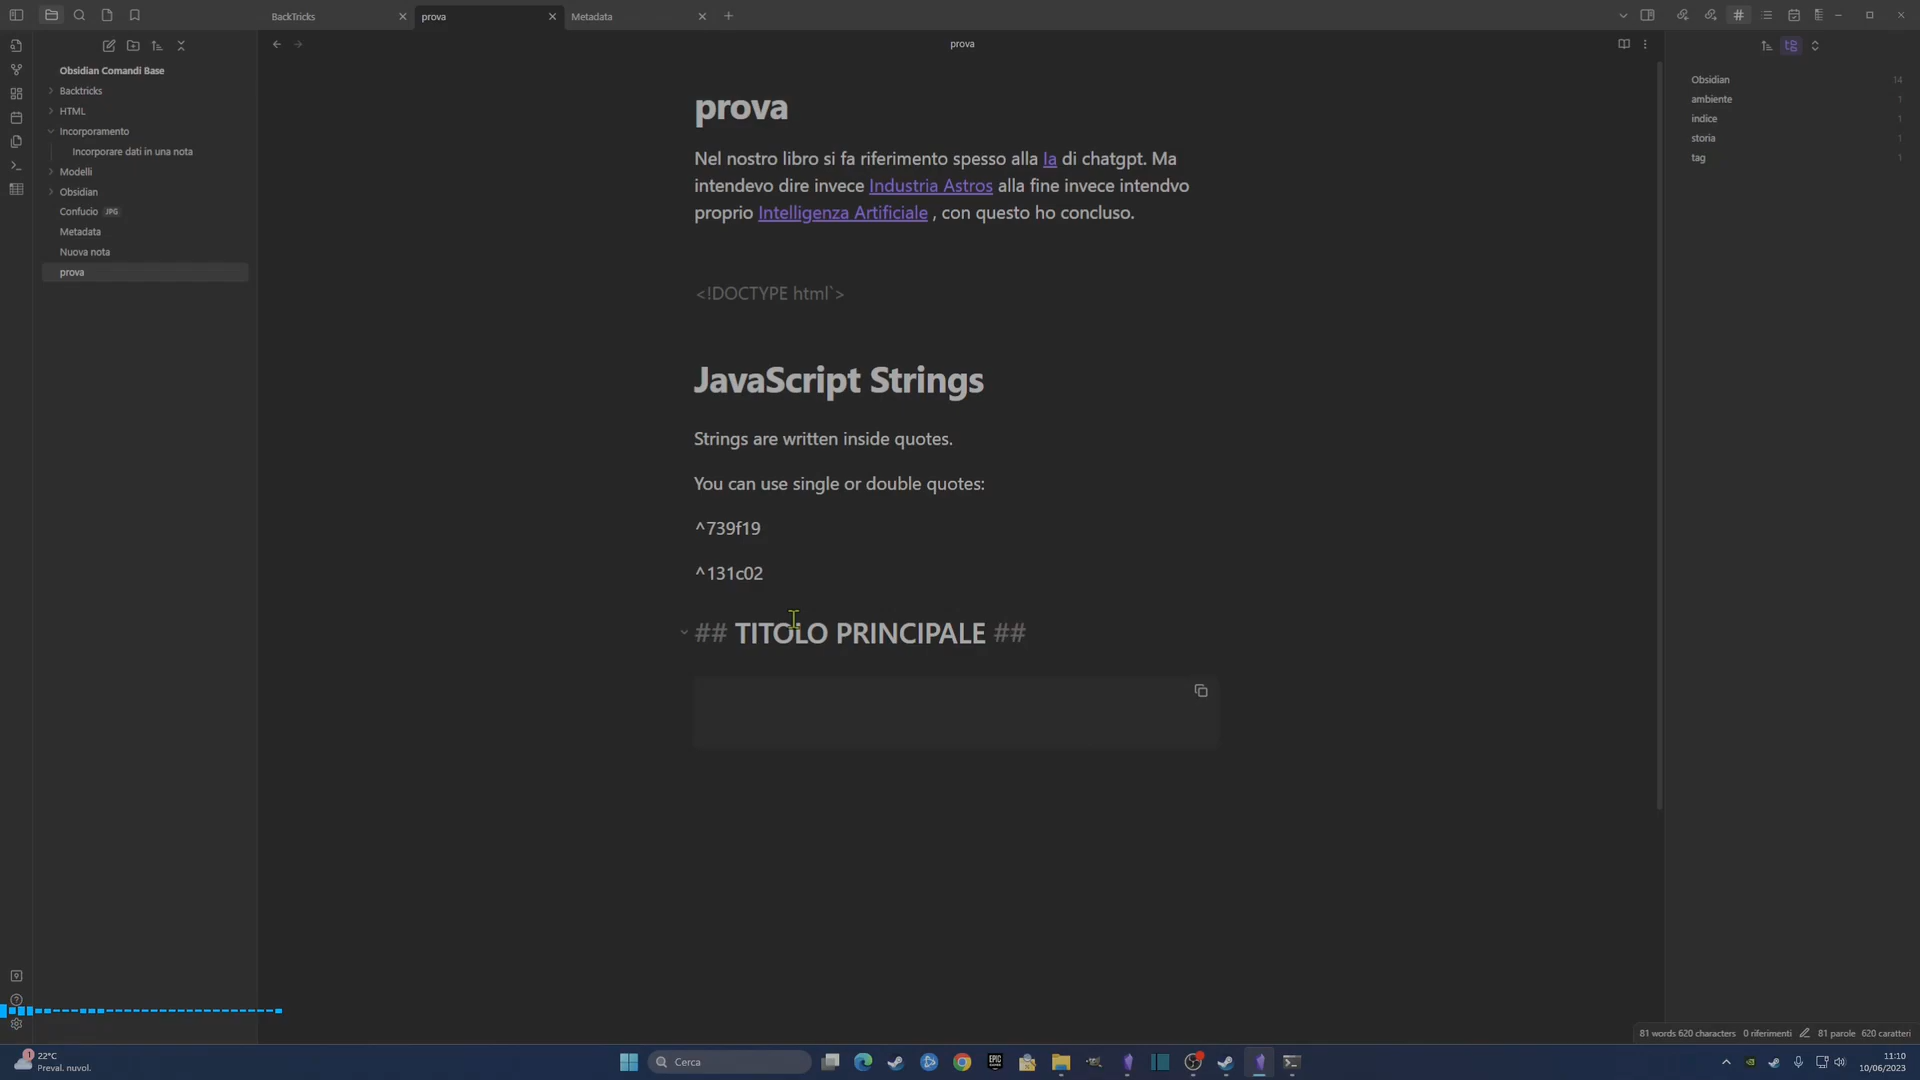 BackTricks
prova
Metadata
prova
Obsidian Comandi Base
Backtricks
HTML
Incorporamento
Incorporare dati in una nota
Modelli
Obsidian
Confucio JPG
Metadata
Nuova nota
prova
prova
Nel nostro libro si fa riferimento spesso alla Ia di chatgpt. Ma
intendevo dire invece Industria Astros alla fine invece intendvo
proprio Intelligenza Artificiale , con questo ho concluso.
<!DOCTYPE html`>
JavaScript Strings
Strings are written inside quotes.
You can use single or double quotes:
^739f19
^131c02
## TITOLO PRINCIPALE ##
Obsidian 14
ambiente 1
indice 1
storia 1
tag 1
81 words 620 characters 0 riferimenti 81 parole 620 caratteri
1
22°C
Preval. nuvol.
Cerca
EPIC
11:10
10/06/2023